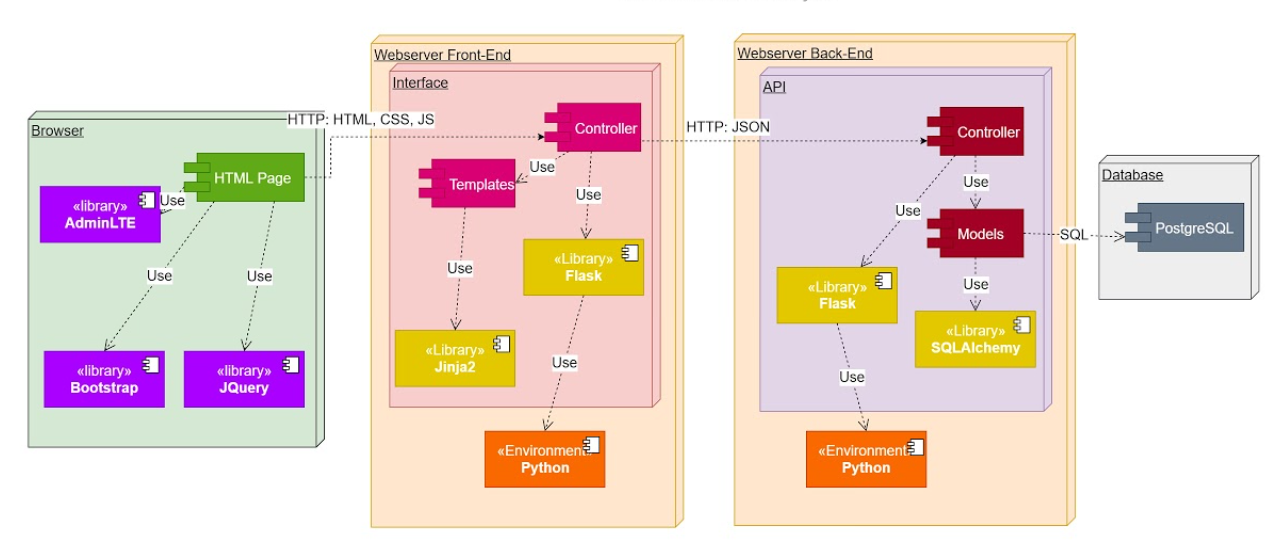 Browser
HTML Page
«library»
AdminLTE
Use
Use
Use
«library»
Bootstrap
«library»
JQuery
HTTP: HTML, CSS, JS
Webserver Front-End
Interface
Controller
Use
Templates
Use
Use
«Library»
Flask
«Library»
Jinja2
Use
«Environment
Python
HTTP: JSON
Webserver Back-End
API
Controller
Use
Use
Models
Use
«Library»
Flask
«Library»
SQLAlchemy
Use
«Environment
Python
SQL
Database
PostgreSQL